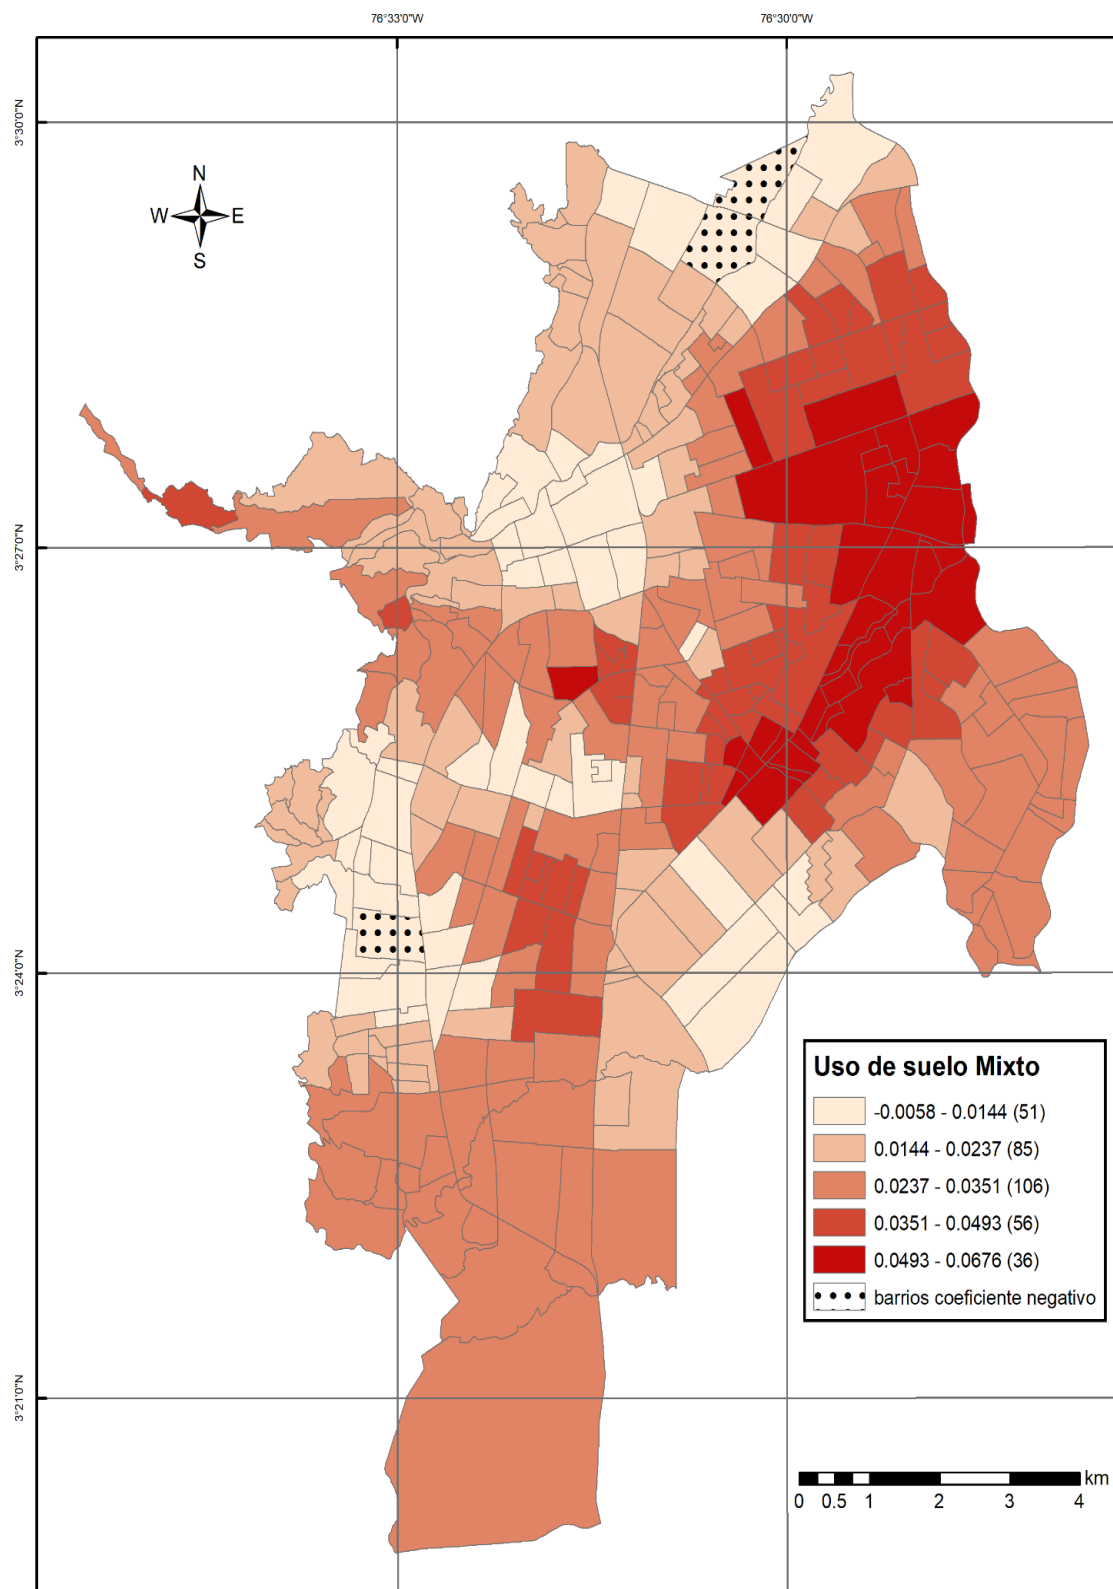 76°33'0"W 76°30'0"W
3°30'0"N
N
W E
S
3°27'0"N
3°24'0"N
Uso de suelo Mixto
-0.0058 - 0.0144 (51)
0.0144 - 0.0237 (85)
0.0237 - 0.0351 (106)
0.0351 - 0.0493 (56)
0.0493 - 0.0676 (36)
barrios coeficiente negativo
3°21'0"N
km
0 0.5 1 2 3 4